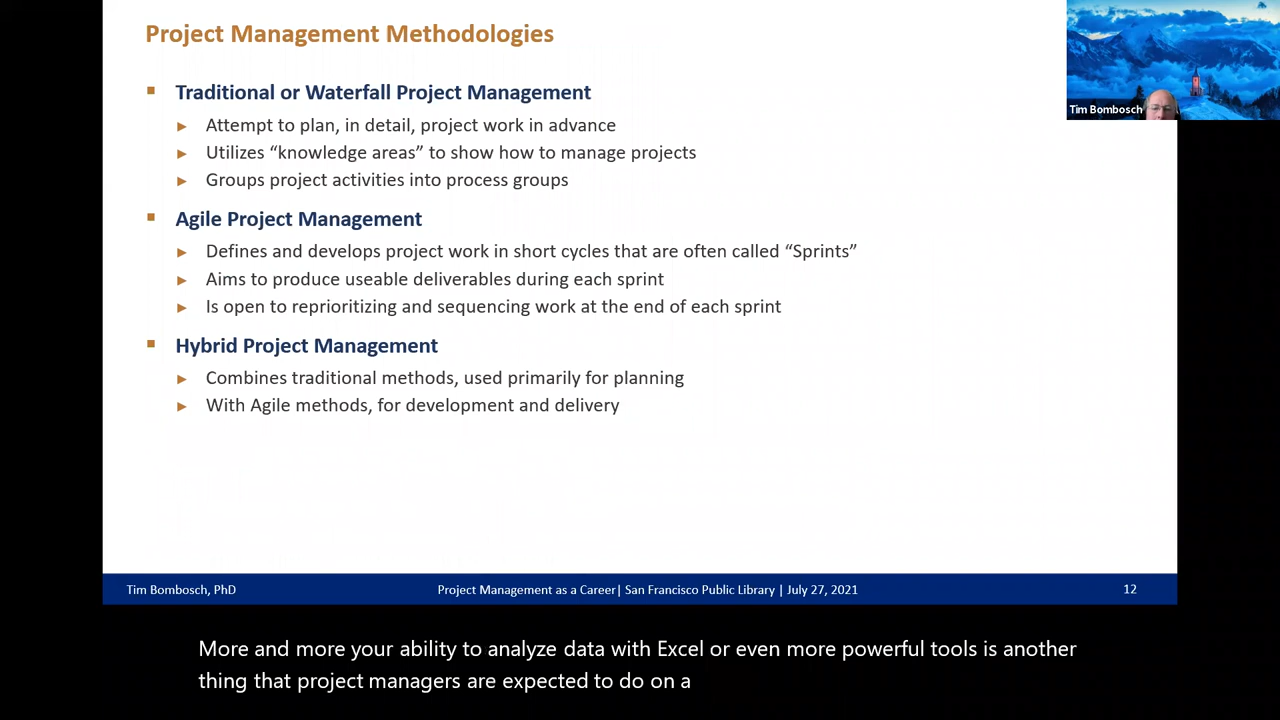 Project Management Methodologies
Traditional or Waterfall Project Management
Attempt to plan, in detail, project work in advance
Utilizes “knowledge areas” to show how to manage projects
Groups project activities into process groups
Agile Project Management
Defines and develops project work in short cycles that are often called “Sprints”
Aims to produce useable deliverables during each sprint
Is open to reprioritizing and sequencing work at the end of each sprint
Hybrid Project Management
Combines traditional methods, used primarily for planning
With Agile methods, for development and delivery
Tim Bombosch
Tim Bombosch, PhD
Project Management as a Career| San Francisco Public Library | July 27, 2021
12
More and more your ability to analyze data with Excel or even more powerful tools is another
thing that project managers are expected to do on a